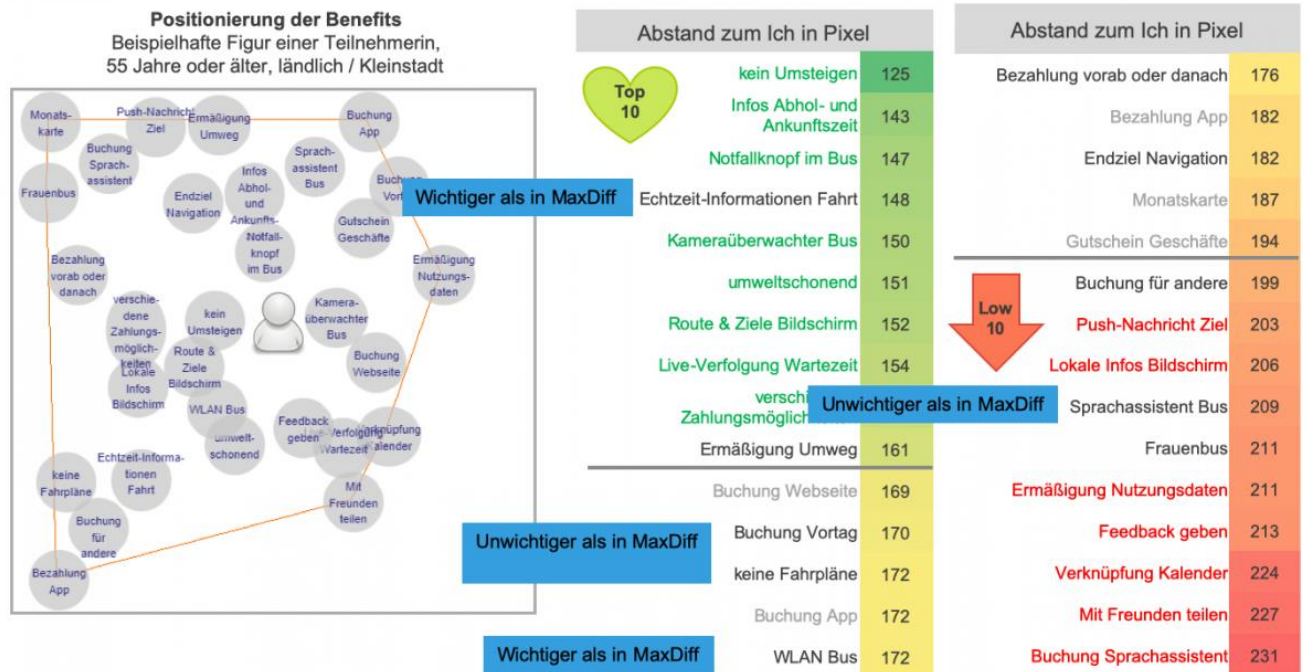 Positionierung der Benefits
Beispielhafte Figur einer Teilnehmerin,
55 Jahre oder älter, ländlich / Kleinstadt
Monats-
karte
Push-Nachricht
Ziel
Ermäßigung
Umweg
Buchung
App
Buchung
Sprach-
assistent
Sprach-
assistent
Bus
Frauenbus
Endziel
Navigation
Infos
Abhol-
und
Ankunfts-
Buchung
Gutschein
Geschäfte
Notfall-
knopf
im Bus
Bezahlung
vorab oder
danach
Ermäßigung
Nutzungs-
daten
verschie-
dene
Zahlungs-
möglich-
keiten
kein
Umsteigen
Kamera-
überwachter
Bus
Route &
Ziele
Bildschirm
Lokale
Infos
Bildschirm
Buchung
Webseite
WLAN Bus
umwelt-
schonend
Feedback
geben
Live-Verfolgung
Wartezeit
Verknüpfung
Kalender
keine
Fahrpläne
Echtzeit-Informa-
tionen
Fahrt
Mit
Freunden
teilen
Buchung
für
andere
Bezahlung
App
Abstand zum Ich in Pixel
Top
10
kein Umsteigen 125
Infos Abhol- und
Ankunftszeit 143
Notfallknopf im Bus 147
Wichtiger als in MaxDiff
Echtzeit-Informationen Fahrt 148
Kameraüberwachter Bus 150
umweltschonend 151
Route & Ziele Bildschirm 152
Live-Verfolgung Wartezeit 154
Unwichtiger als in MaxDiff
Ermäßigung Umweg 161
Buchung Webseite 169
Unwichtiger als in MaxDiff
Buchung Vortag 170
keine Fahrpläne 172
Buchung App 172
Wichtiger als in MaxDiff
WLAN Bus 172
Abstand zum Ich in Pixel
Bezahlung vorab oder danach 176
Bezahlung App 182
Endziel Navigation 182
Monatskarte 187
Gutschein Geschäfte 194
Low
10
Buchung für andere 199
Push-Nachricht Ziel 203
Lokale Infos Bildschirm 206
Sprachassistent Bus 209
Frauenbus 211
Ermäßigung Nutzungsdaten 211
Feedback geben 213
Verknüpfung Kalender 224
Mit Freunden teilen 227
Buchung Sprachassistent 231